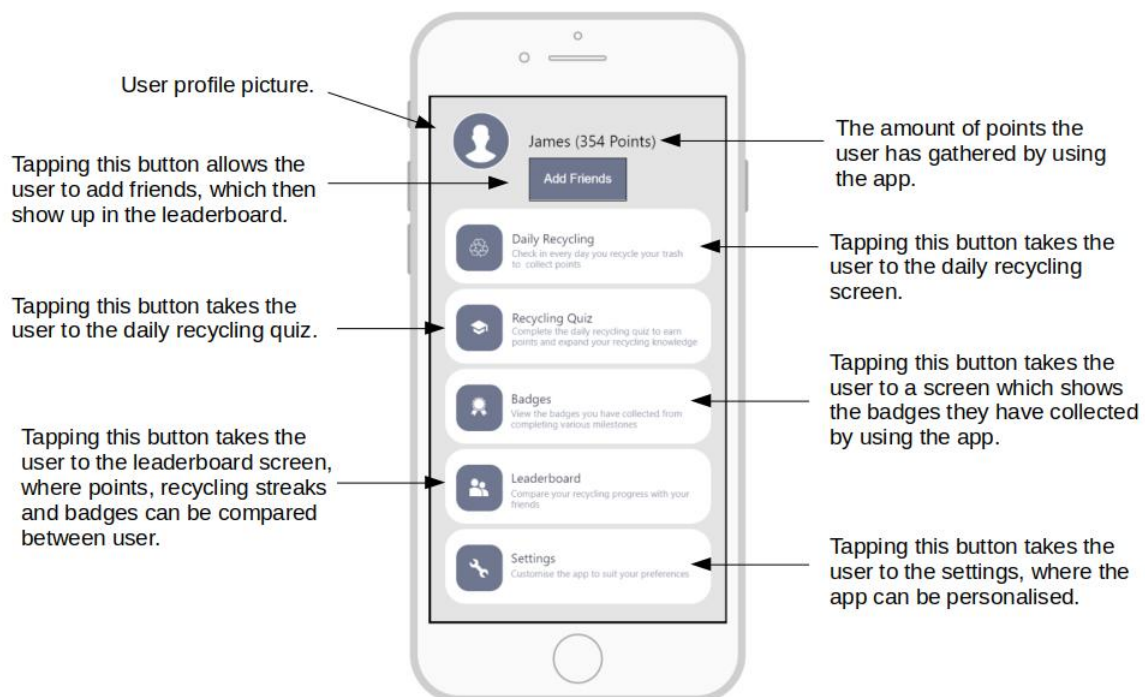 User profile picture.
Tapping this button allows the
user to add friends, which then
show up in the leaderboard.
Tapping this button takes the
user to the daily recycling quiz.
Tapping this button takes the
user to the leaderboard screen,
where points, recycling streaks
and badges can be compared
between user.
James (354 Points)
Add Friends
Daily Recycling
Check in every day you recycle your trash
to collect points
Recycling Quiz
Complete the daily recycling quiz to earn
points and expand your recycling knowledge
Badges
View the badges you have collected from
completing various milestones
Leaderboard
Compare your recycling progress with your
friends
Settings
Customise the app to suit your preferences
The amount of points the
user has gathered by using
the app.
Tapping this button takes the
user to the daily recycling
screen.
Tapping this button takes the
user to a screen which shows
the badges they have collected
by using the app.
Tapping this button takes the
user to the settings, where the
app can be personalised.